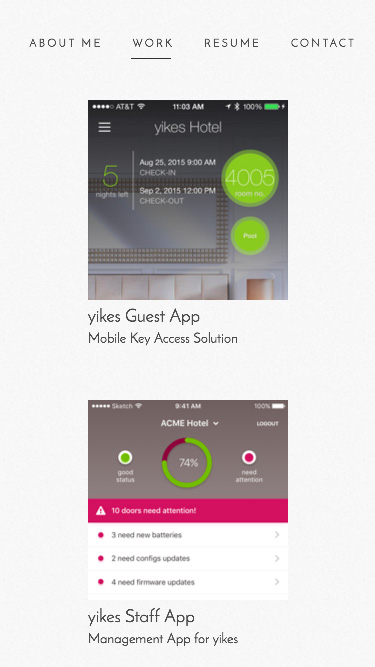 ABOUT ME WORK RESUME CONTACT
AT&T 11:03 AM 100%
yikes Hotel
5
nights left
Aug 25, 2015 9:00 AM
CHECK-IN
Sep 2, 2015 12:00 PM
CHECK-OUT
4005
room no.
Pool
yikes Guest App
Mobile Key Access Solution
Sketch 9:41 AM 100%
ACME Hotel LOGOUT
good
status
74%
need
attention
10 doors need attention!
3 need new batteries
2 need configs updates
4 need firmware updates
yikes Staff App
Management App for yikes